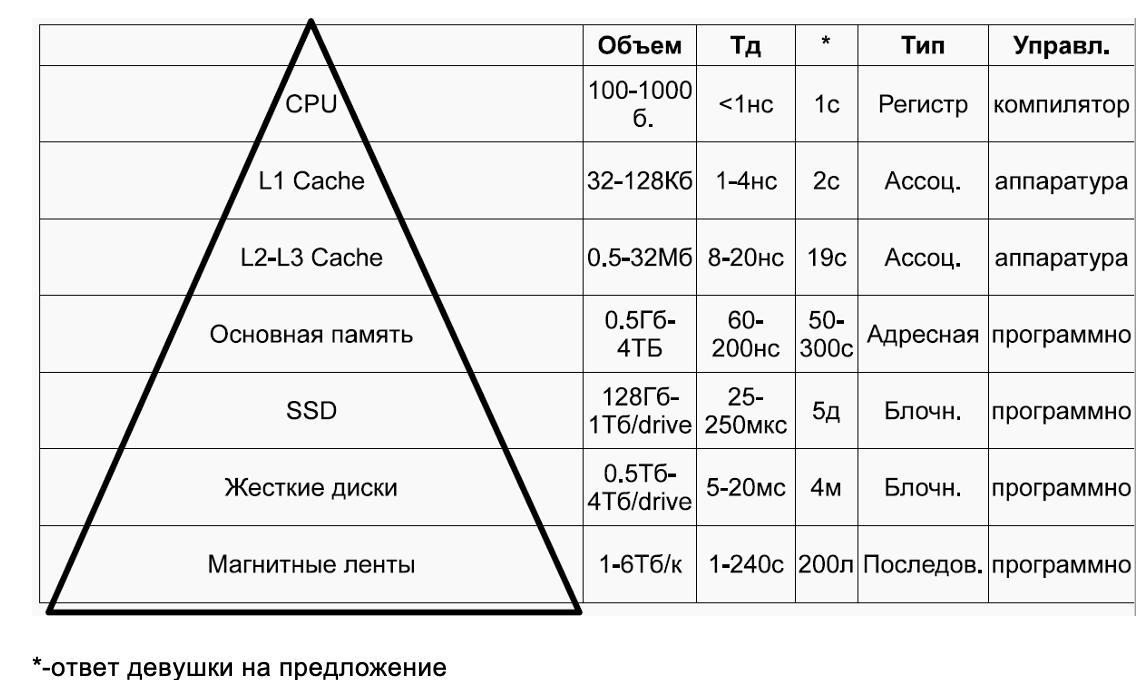 Объем Тд * Тип Управл.
CPU 100-1000 б. <1нс 1с Регистр компилятор
L1 Cache 32-128Кб 1-4нс 2с Ассоц. аппаратура
L2-L3 Cache 0.5-32Мб 8-20нс 19с Ассоц. аппаратура
Основная память 0.5Гб-4ТБ 60-200нс 50-300с Адресная программно
SSD 128Гб-1Тб/drive 25-250мкс 5д Блочн. программно
Жесткие диски 0.5Тб-4Тб/drive 5-20мс 4м Блочн. программно
Магнитные ленты 1-6Тб/к 1-240с 200л Последов. программно
*-ответ девушки на предложение